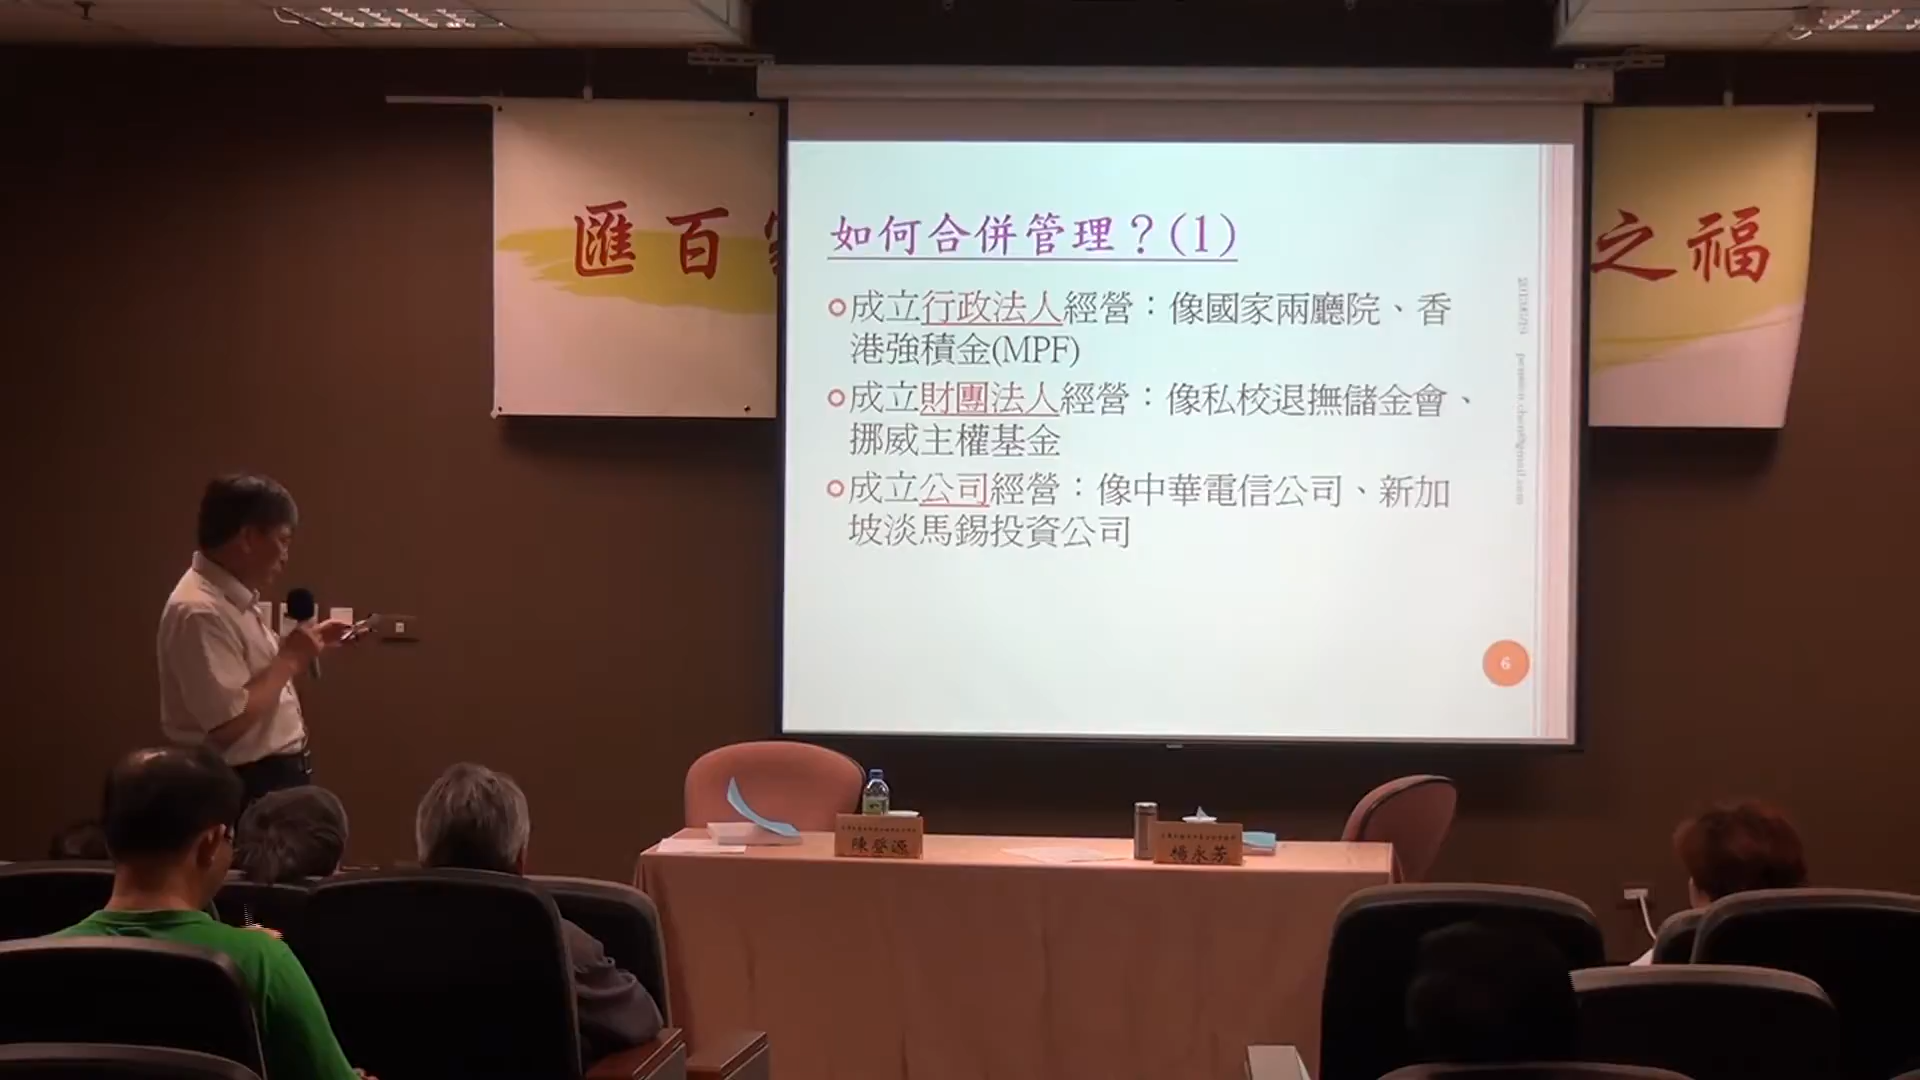 匯百
之福
如何合併管理？(1)
成立行政法人經營：像國家兩廳院、香
港強積金(MPF)
成立財團法人經營：像私校退撫儲金會、
挪威主權基金
成立公司經營：像中華電信公司、新加
坡淡馬錫投資公司
6
陳登源
楊永芳